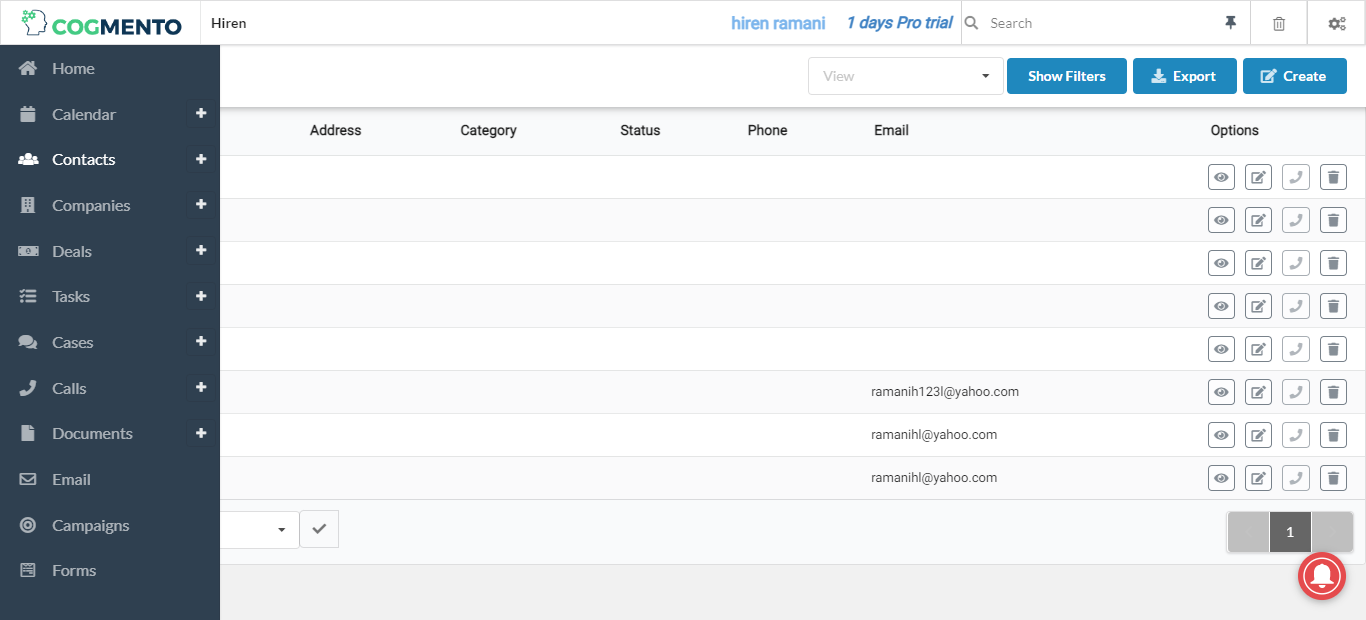 COGMENTO
Hiren
hiren ramani
1 days Pro trial
Search
Home
Calendar
Contacts
Companies
Deals
Tasks
Cases
Calls
Documents
Email
Campaigns
Forms
View
Show Filters
Export
Create
Address Category Status Phone Email Options
ramanih123l@yahoo.com
ramanihl@yahoo.com
ramanihl@yahoo.com
1